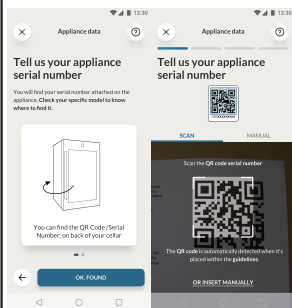 12:30
Appliance data
Tell us your appliance
serial number
You will find your serial number attached on the
appliance. Check your specific model to know
where to find it.
You can find the QR Code /Serial
Number, on back of your cellar
OK, FOUND
12:30
Appliance data
Tell us your appliance
serial number
SCAN
MANUAL
Scan the QR code serial number
The QR code is automatically detected when it's
placed within the guidelines.
OR INSERT MANUALLY